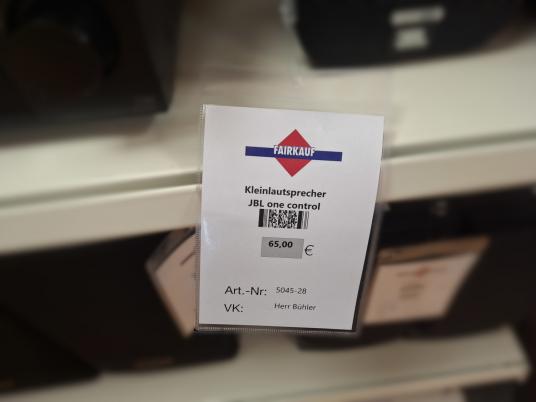 FAIRKAUF
Kleinlautsprecher
JBL one control
65,00 €
Art.-Nr: 5045-28
VK: Herr Bühler